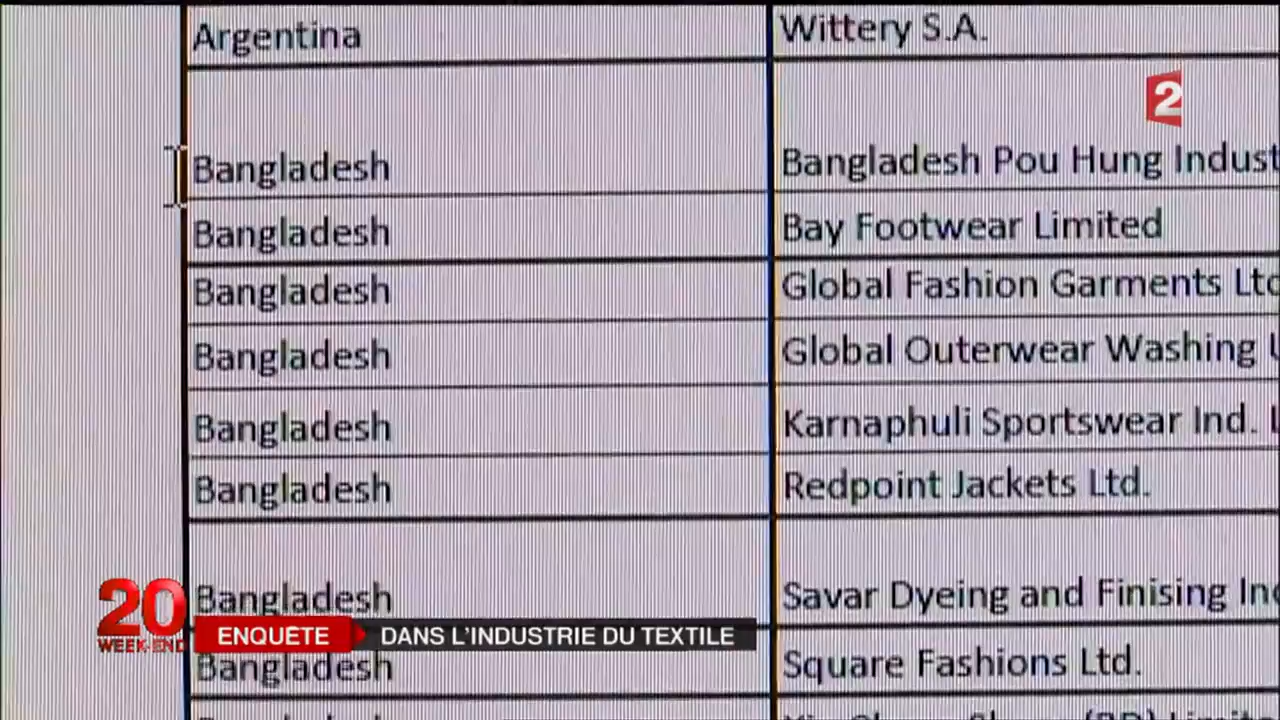 Argentina Wittery S.A.
2
Bangladesh Bangladesh Pou Hung Indust
Bangladesh Bay Footwear Limited
Bangladesh Global Fashion Garments Ltd
Bangladesh Global Outerwear Washing
Bangladesh Karnaphuli Sportswear Ind. L
Bangladesh Redpoint Jackets Ltd.
Bangladesh Savar Dyeing and Finising Ind
20
WEEK-END
ENQUÊTE DANS L'INDUSTRIE DU TEXTILE
Bangladesh Square Fashions Ltd.